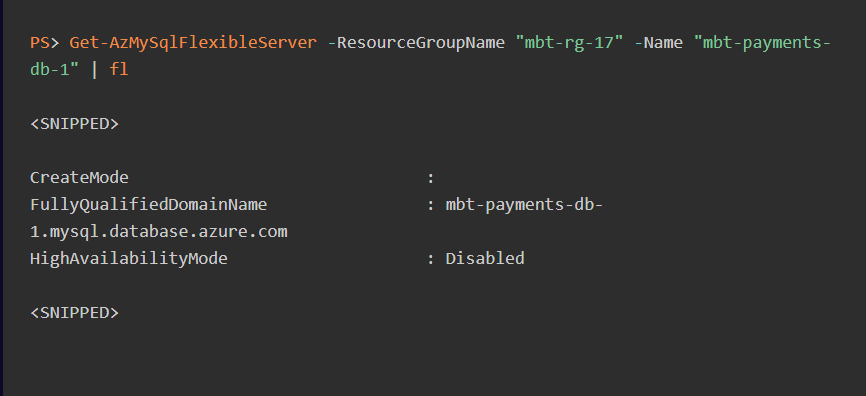 PS> Get-AzMySqlFlexibleServer -ResourceGroupName "mbt-rg-17" -Name "mbt-payments-
db-1" | fl
<SNIPPED>
CreateMode                               :
FullyQualifiedDomainName                 : mbt-payments-db-
1.mysql.database.azure.com
HighAvailabilityMode                     : Disabled
<SNIPPED>